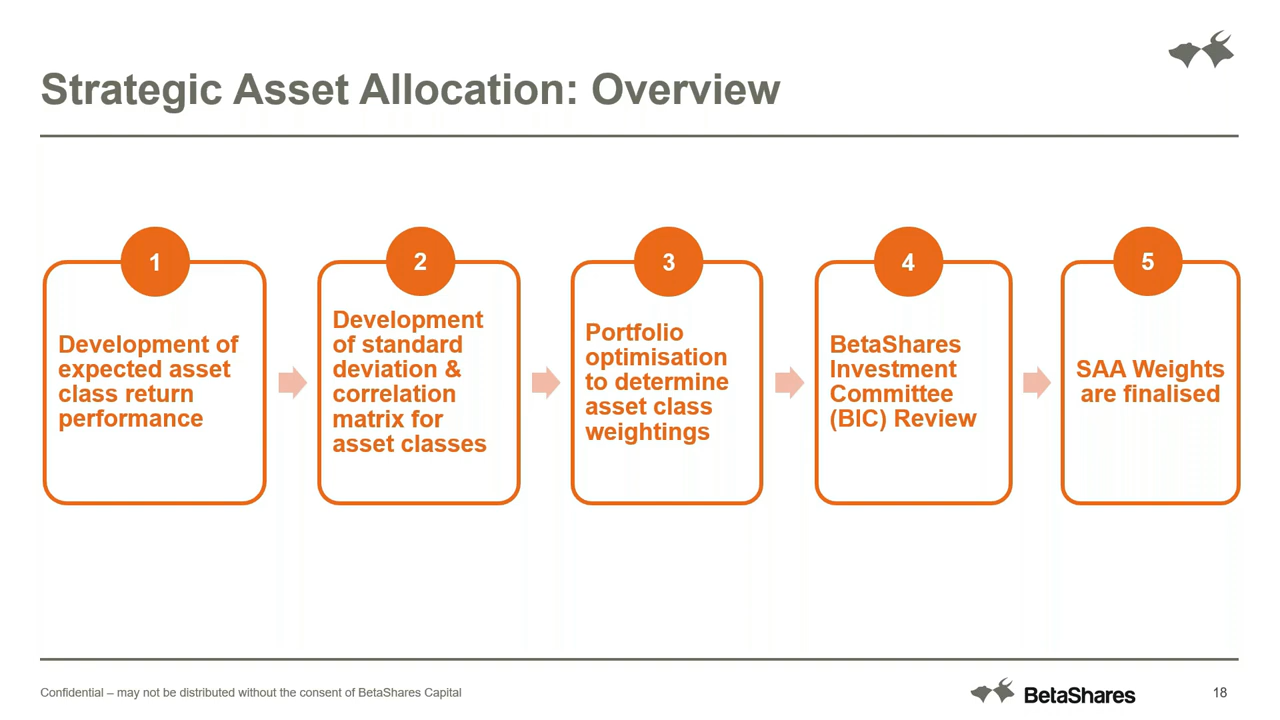 Strategic Asset Allocation: Overview
1
Development of
expected asset
class return
performance
2
Development
of standard
deviation &
correlation
matrix for
asset classes
3
Portfolio
optimisation
to determine
asset class
weightings
4
BetaShares
Investment
Committee
(BIC) Review
5
SAA Weights
are finalised
Confidential – may not be distributed without the consent of BetaShares Capital
BetaShares
18